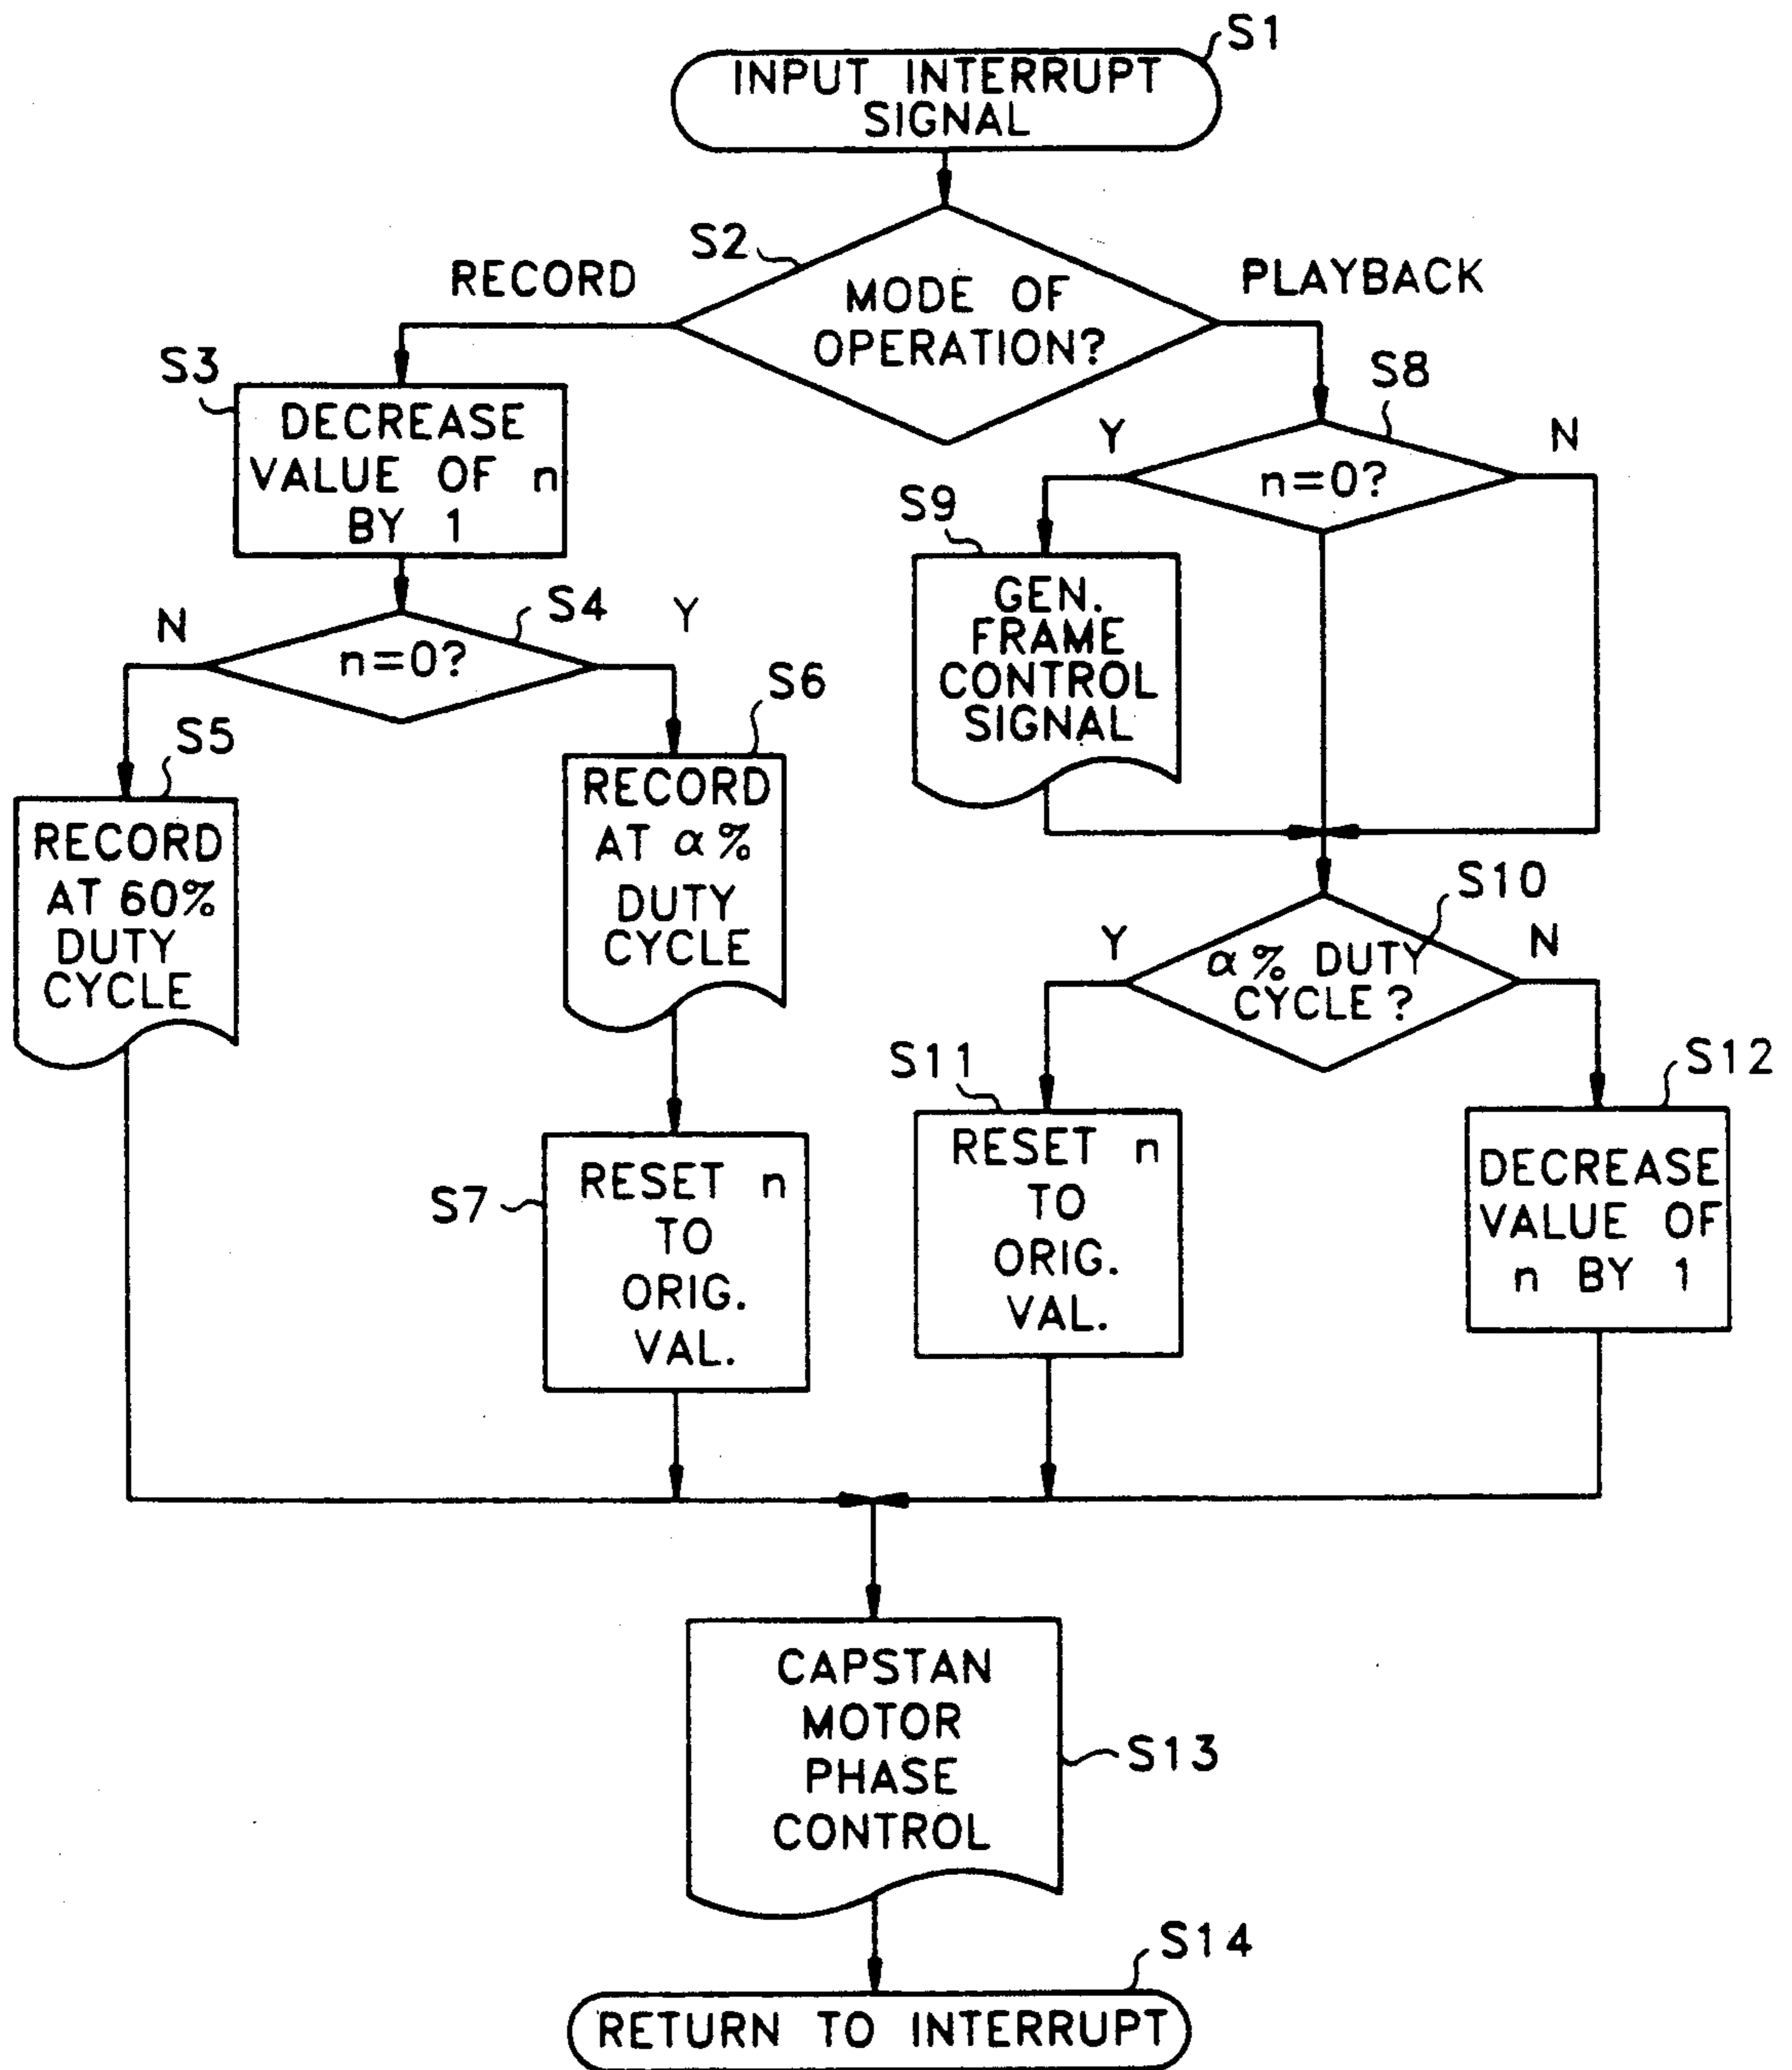 S1
INPUT INTERRUPT
SIGNAL
S2
RECORD
PLAYBACK
MODE OF
OPERATION?
S3
DECREASE
VALUE OF n
BY 1
S8
Y
N
n=0?
S9
GEN.
FRAME
CONTROL
SIGNAL
N
S4
Y
n=0?
S5
RECORD
AT 60%
DUTY
CYCLE
S6
RECORD
AT α%
DUTY
CYCLE
S10
Y
N
α% DUTY
CYCLE?
S7
RESET n
TO
ORIG.
VAL.
S11
RESET n
TO
ORIG.
VAL.
S12
DECREASE
VALUE OF
n BY 1
CAPSTAN
MOTOR
PHASE
CONTROL
S13
S14
RETURN TO INTERRUPT